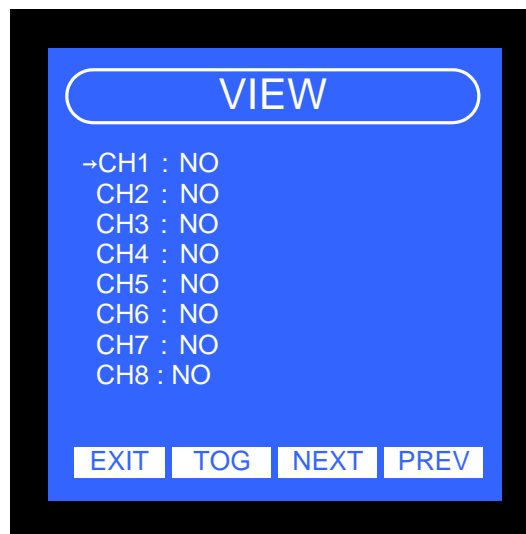 VIEW
→CH1 : NO
CH2 : NO
CH3 : NO
CH4 : NO
CH5 : NO
CH6 : NO
CH7 : NO
CH8 : NO
EXIT TOG NEXT PREV